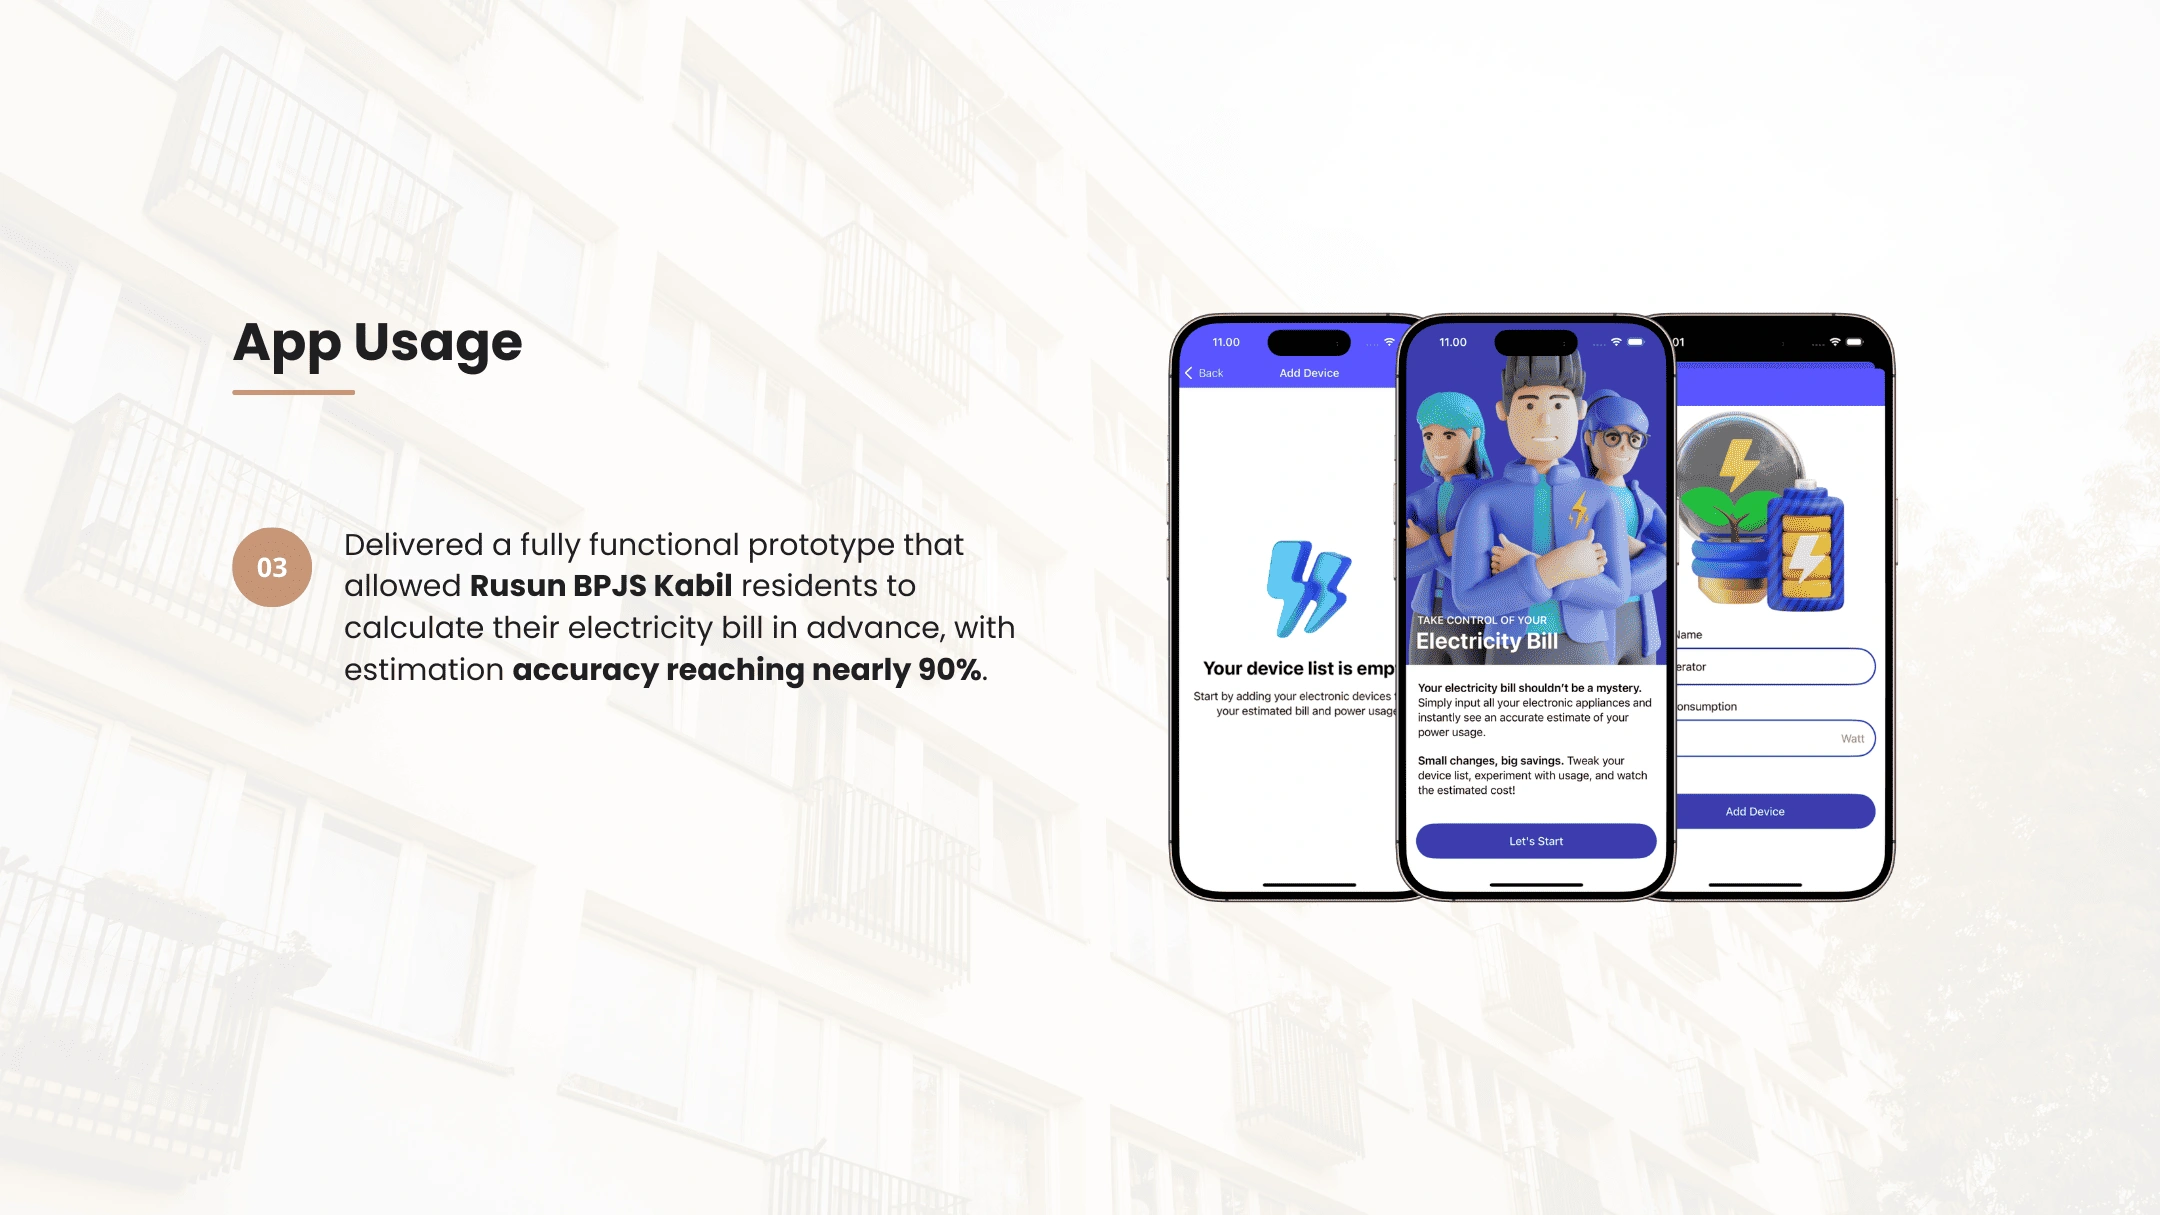 App Usage
03
Delivered a fully functional prototype that
allowed Rusun BPJS Kabil residents to
calculate their electricity bill in advance, with
estimation accuracy reaching nearly 90%.
11.00
Back
Add Device
Your device list is emp
Start by adding your electronic devices
your estimated bill and power usage
11.00
TAKE CONTROL OF YOUR
Electricity Bill
Your electricity bill shouldn't be a mystery.
Simply input all your electronic appliances and
instantly see an accurate estimate of your
power usage.
Small changes, big savings. Tweak your
device list, experiment with usage, and watch
the estimated cost!
Let's Start
01
Name
erator
onsumption
Watt
Add Device